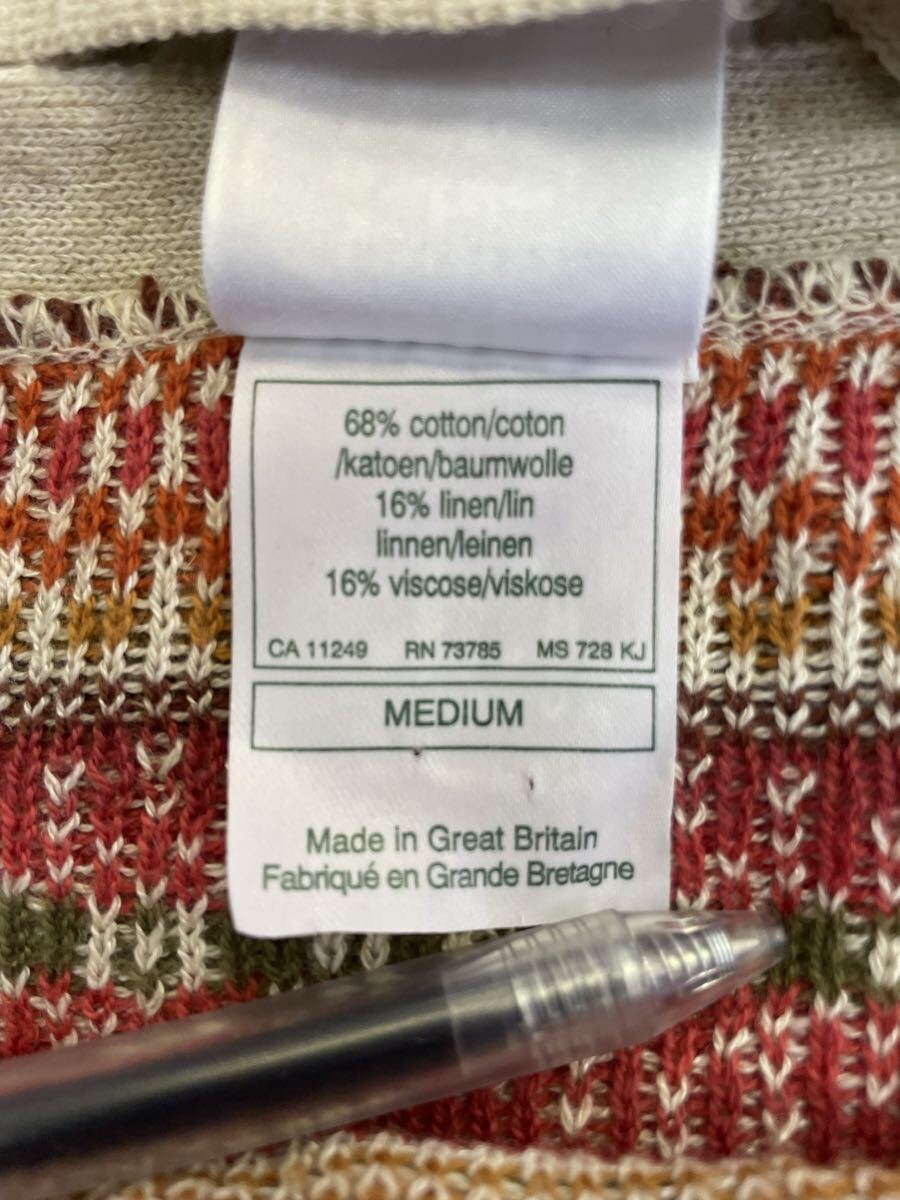 68% cotton/coton
/katoen/baumwolle
16% linen/lin
linnen/leinen
16% viscose/viskose
CA 11249 RN 73785 MS 728 KJ
MEDIUM
Made in Great Britain
Fabriqué en Grande Bretagne